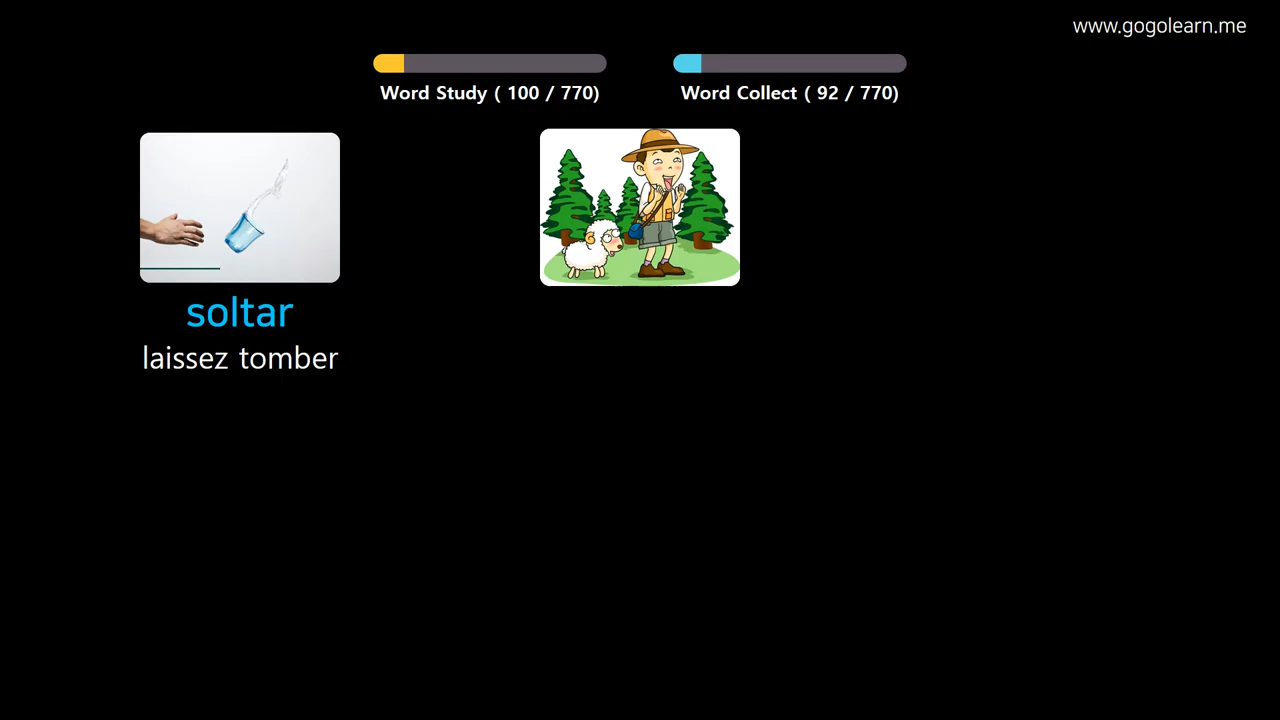 www.gogolearn.me
Word Study ( 100 / 770)
Word Collect ( 92 / 770)
soltar
laissez tomber